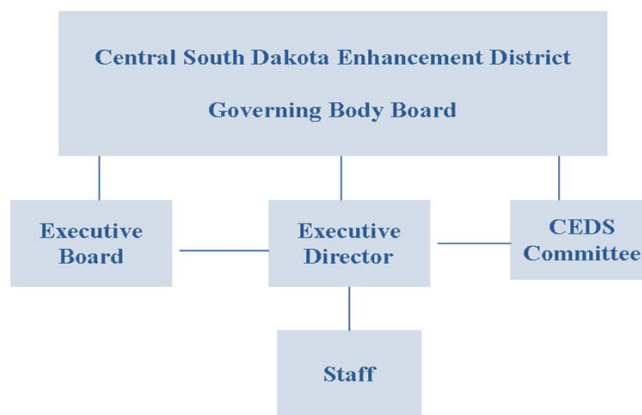 Central South Dakota Enhancement District
Governing Body Board
Executive
Board
Executive
Director
CEDS
Committee
Staff